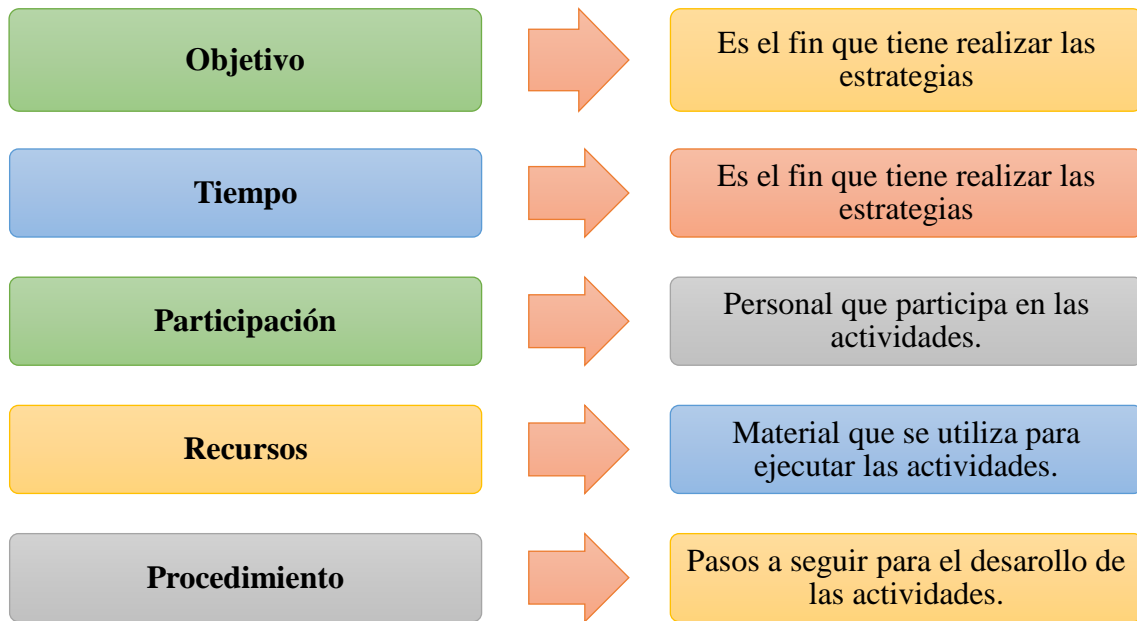 Objetivo
Es el fin que tiene realizar las
estrategias
Tiempo
Es el fin que tiene realizar las
estrategias
Participación
Personal que participa en las
actividades.
Recursos
Material que se utiliza para
ejecutar las actividades.
Procedimiento
Pasos a seguir para el desarollo de
las actividades.